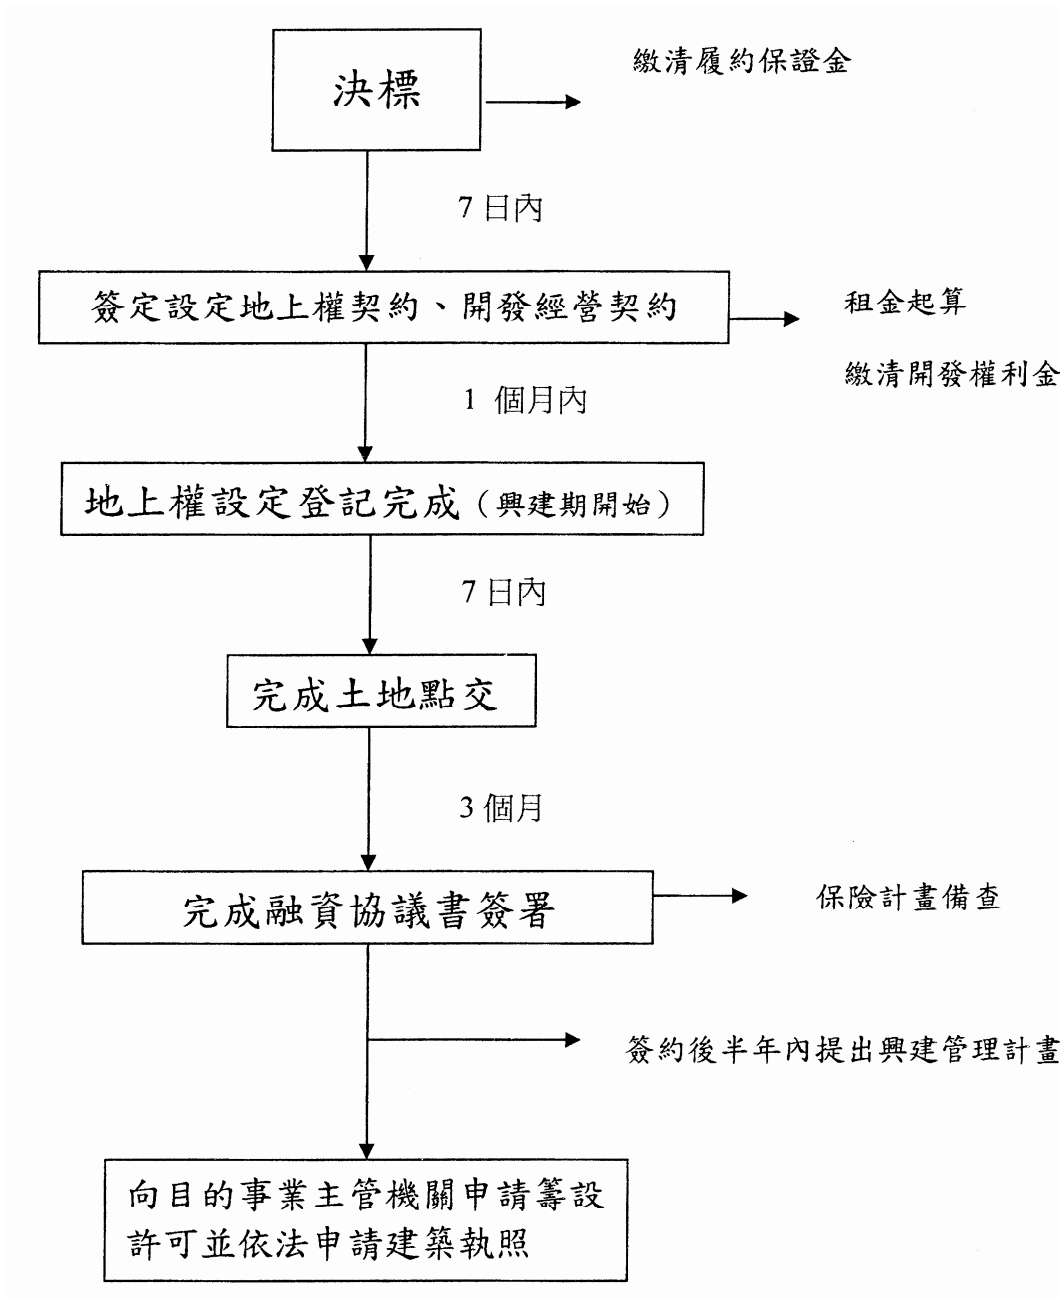 決標
繳清履約保證金
7 日內
簽定設定地上權契約、開發經營契約
租金起算
繳清開發權利金
1 個月內
地上權設定登記完成（興建期開始）
7 日內
完成土地點交
3 個月
完成融資協議書簽署
保險計畫備查
簽約後半年內提出興建管理計畫
向目的事業主管機關申請籌設
許可並依法申請建築執照